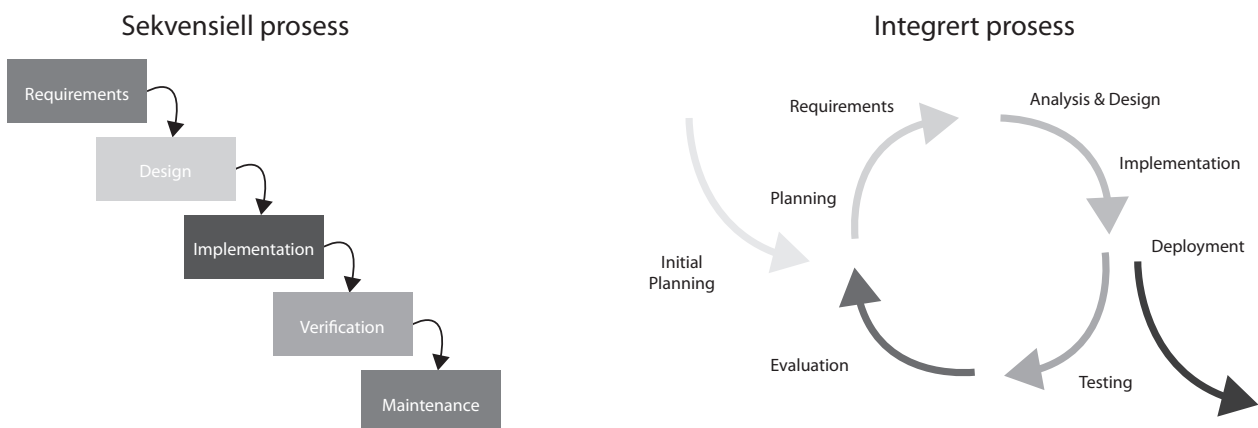 Sekvensiell prosess
Requirements
Design
Implementation
Verification
Maintenance
Integrert prosess
Initial
Planning
Planning
Requirements
Analysis & Design
Implementation
Deployment
Testing
Evaluation